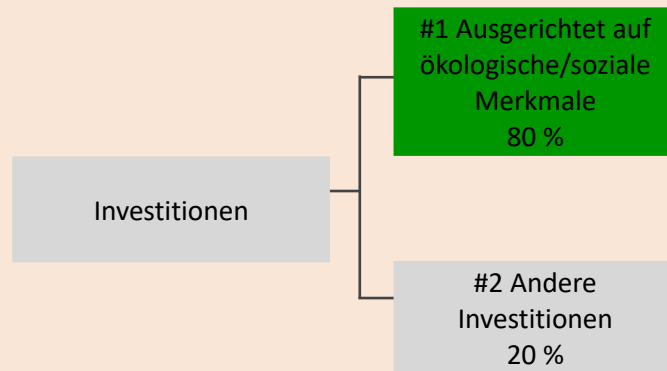 #1 Ausgerichtet auf
ökologische/soziale
Merkmale
80 %
Investitionen
#2 Andere
Investitionen
20 %